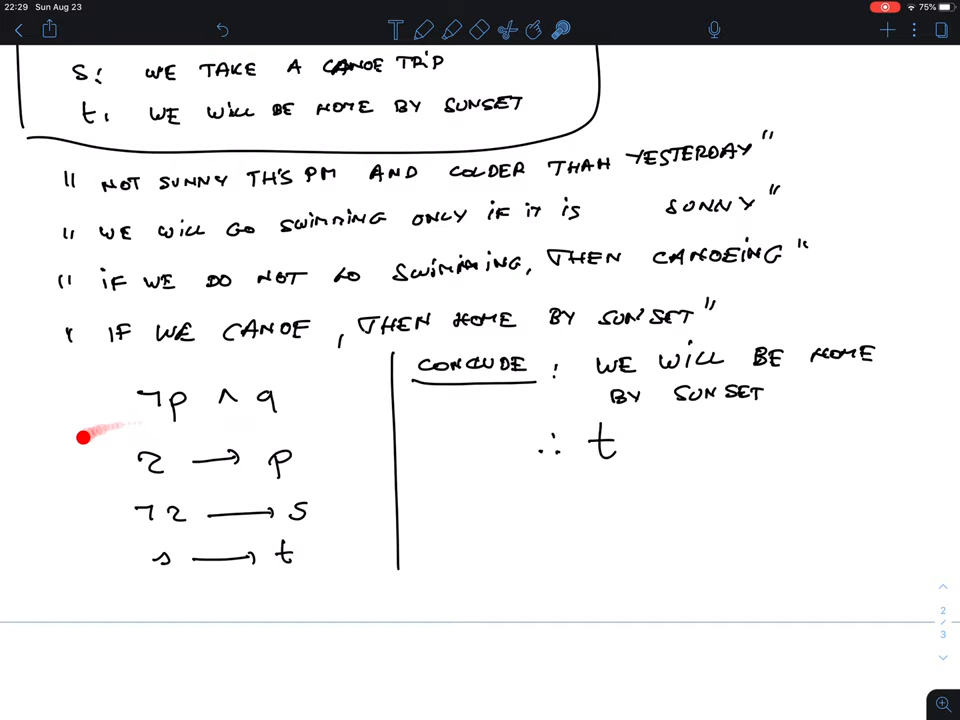 22:29 Sun Aug 23 75%
S: WE TAKE A CANOE TRIP
t: WE WILL BE HOME BY SUNSET
" NOT SUNNY TH'S PM AND COLDER THAN YESTERDAY"
" WE WILL GO SWIMMING ONLY IF IT IS SUNNY"
" IF WE DO NOT GO SWIMMING, THEN CANOEING"
" IF WE CANOE, THEN HOME BY SUNSET"
CONCLUDE : WE WILL BE HOME
BY SUNSET
¬p ∧ q
∴ t
r → p
¬r → s
s → t
2
/
3